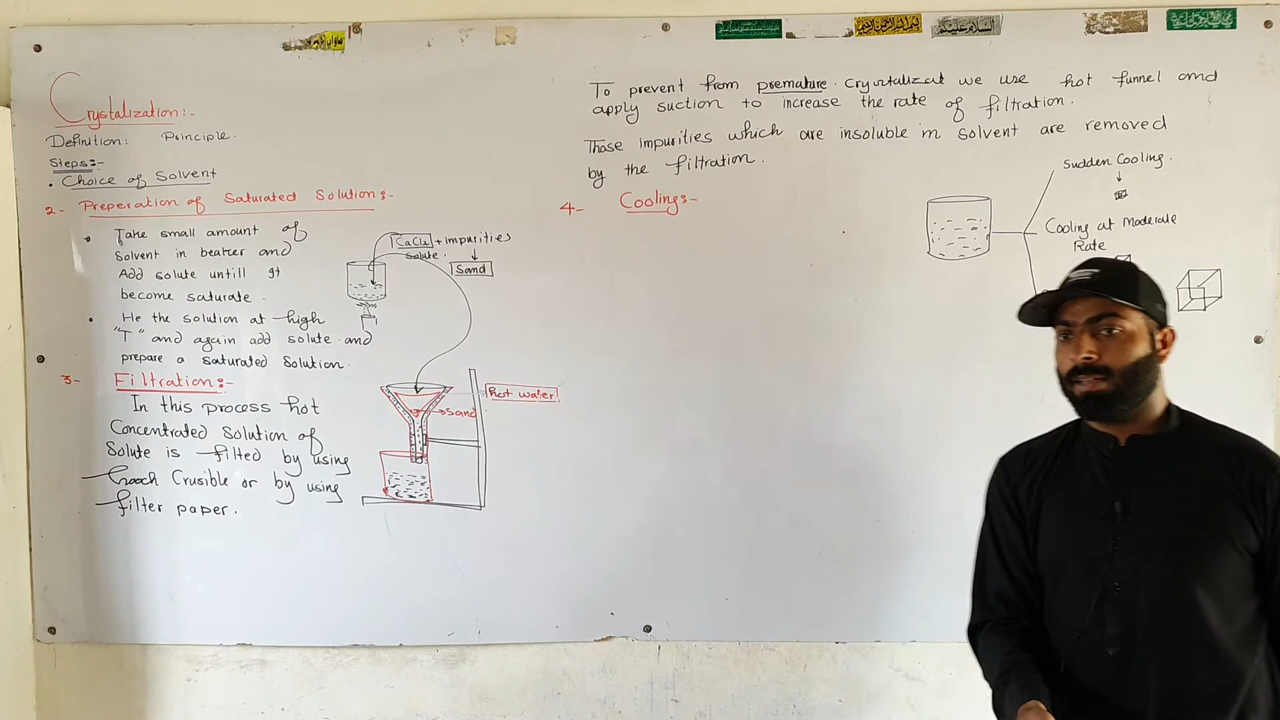 Crystalization:-
Definition: Principle.
Steps:-
• Choice of Solvent
2- Preperation of Saturated Solution:-
• Take small amount of
Solvent in beaker and
Add solute untill it
become saturate.
• He the solution at high
"T" and again add solute and
prepare a saturated Solution.
CaCl2 + impurities
Solute.
Sand
3- Filtration:-
In this process hot
Concentrated Solution of
Solute is filted by using
Gooch Crusible or by using
filter paper.
hot water
Sand
To prevent from premature. Crystalizat we use hot funnel and
apply suction to increase the rate of filtration.
Those impurities which are insoluble in solvent are removed
by the filtration.
4- Cooling:-
Sudden Cooling.
Cooling at Moderate
Rate
السلام علیکم